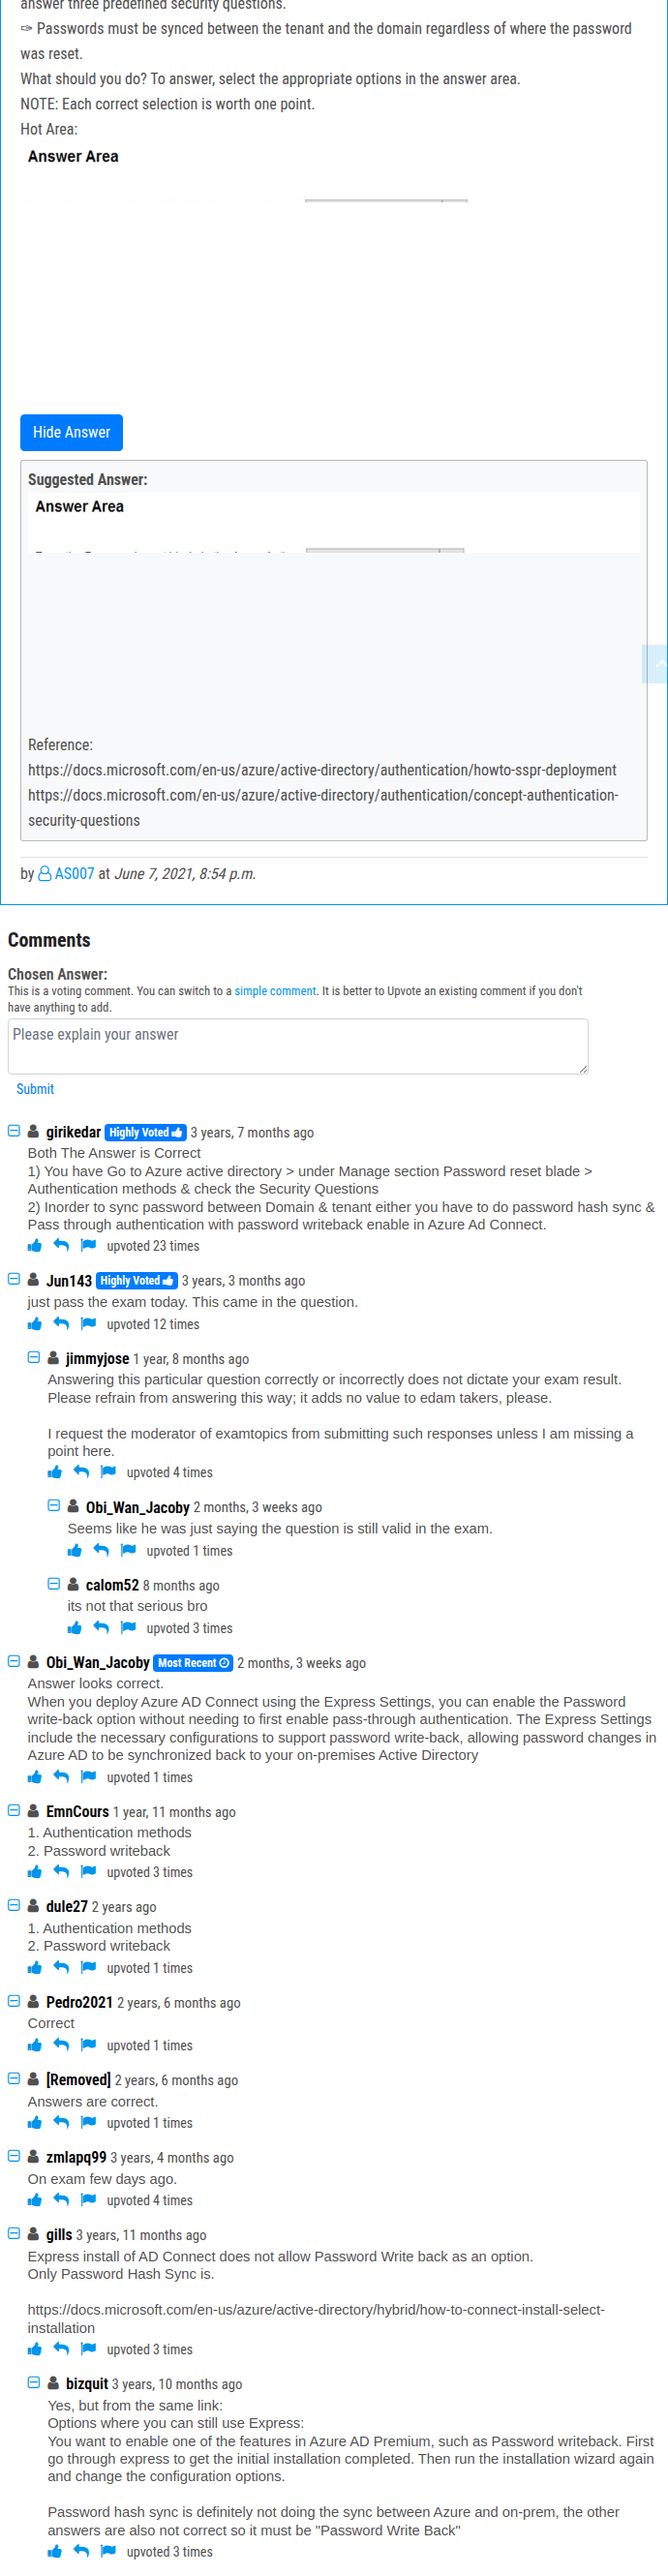 answer three predefined security questions.
✑ Passwords must be synced between the tenant and the domain regardless of where the password
was reset.
What should you do? To answer, select the appropriate options in the answer area.
NOTE: Each correct selection is worth one point.
Hot Area:
Answer Area
Hide Answer
Suggested Answer:
Answer Area
Reference:
https://docs.microsoft.com/en-us/azure/active-directory/authentication/howto-sspr-deployment
https://docs.microsoft.com/en-us/azure/active-directory/authentication/concept-authentication-
security-questions
by AS007 at June 7, 2021, 8:54 p.m.
Comments
Chosen Answer:
This is a voting comment. You can switch to a simple comment. It is better to Upvote an existing comment if you don't
have anything to add.
Please explain your answer
Submit
girikedar Highly Voted 3 years, 7 months ago
Both The Answer is Correct
1) You have Go to Azure active directory > under Manage section Password reset blade >
Authentication methods & check the Security Questions
2) Inorder to sync password between Domain & tenant either you have to do password hash sync &
Pass through authentication with password writeback enable in Azure Ad Connect.
upvoted 23 times
Jun143 Highly Voted 3 years, 3 months ago
just pass the exam today. This came in the question.
upvoted 12 times
jimmyjose 1 year, 8 months ago
Answering this particular question correctly or incorrectly does not dictate your exam result.
Please refrain from answering this way; it adds no value to edam takers, please.
I request the moderator of examtopics from submitting such responses unless I am missing a
point here.
upvoted 4 times
Obi_Wan_Jacoby 2 months, 3 weeks ago
Seems like he was just saying the question is still valid in the exam.
upvoted 1 times
calom52 8 months ago
its not that serious bro
upvoted 3 times
Obi_Wan_Jacoby Most Recent 2 months, 3 weeks ago
Answer looks correct.
When you deploy Azure AD Connect using the Express Settings, you can enable the Password
write-back option without needing to first enable pass-through authentication. The Express Settings
include the necessary configurations to support password write-back, allowing password changes in
Azure AD to be synchronized back to your on-premises Active Directory
upvoted 1 times
EmnCours 1 year, 11 months ago
1. Authentication methods
2. Password writeback
upvoted 3 times
dule27 2 years ago
1. Authentication methods
2. Password writeback
upvoted 1 times
Pedro2021 2 years, 6 months ago
Correct
upvoted 1 times
[Removed] 2 years, 6 months ago
Answers are correct.
upvoted 1 times
zmlapq99 3 years, 4 months ago
On exam few days ago.
upvoted 4 times
gills 3 years, 11 months ago
Express install of AD Connect does not allow Password Write back as an option.
Only Password Hash Sync is.
https://docs.microsoft.com/en-us/azure/active-directory/hybrid/how-to-connect-install-select-
installation
upvoted 3 times
bizquit 3 years, 10 months ago
Yes, but from the same link:
Options where you can still use Express:
You want to enable one of the features in Azure AD Premium, such as Password writeback. First
go through express to get the initial installation completed. Then run the installation wizard again
and change the configuration options.
Password hash sync is definitely not doing the sync between Azure and on-prem, the other
answers are also not correct so it must be "Password Write Back"
upvoted 3 times